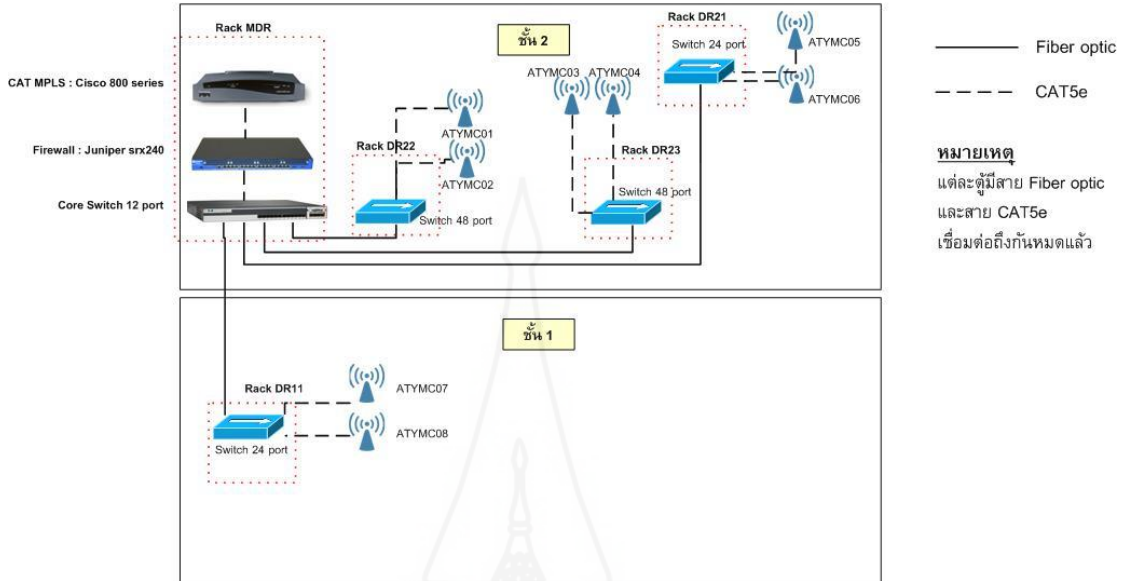 Rack MDR
CAT MPLS : Cisco 800 series
Firewall : Juniper srx240
Core Switch 12 port
ชั้น 2
Rack DR22
Switch 48 port
ATYMC01
ATYMC02
ATYMC03
ATYMC04
Rack DR23
Switch 48 port
Rack DR21
Switch 24 port
ATYMC05
ATYMC06
ชั้น 1
Rack DR11
Switch 24 port
ATYMC07
ATYMC08
Fiber optic
CAT5e
หมายเหตุ
แต่ละตู้มีสาย Fiber optic
และสาย CAT5e
เชื่อมต่อถึงกันหมดแล้ว